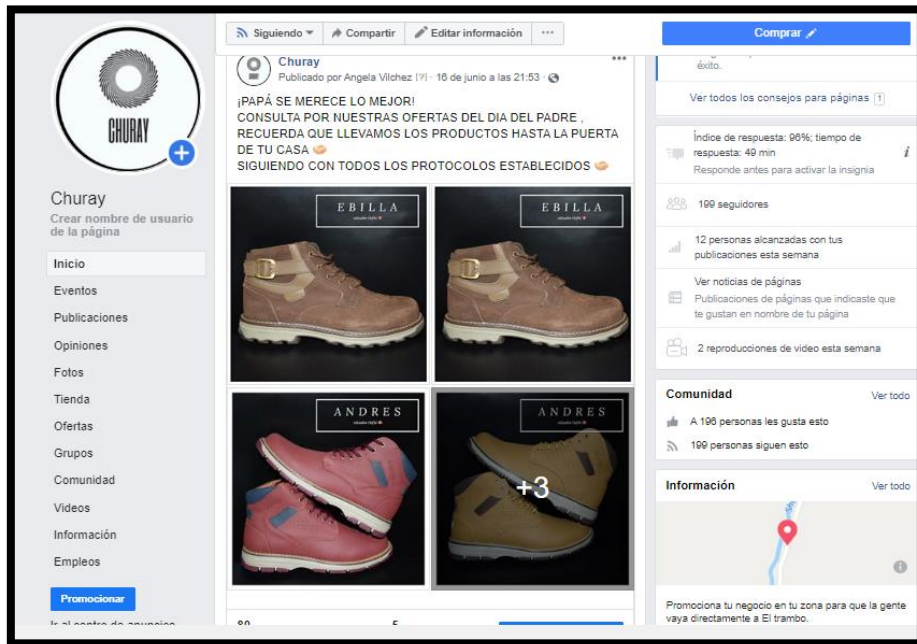 CHURAY
Churay
Crear nombre de usuario
de la página
Inicio
Eventos
Publicaciones
Opiniones
Fotos
Tienda
Ofertas
Grupos
Comunidad
Videos
Información
Empleos
Promocionar
Ir al centro de anuncios
Siguiendo
Compartir
Editar información
Churay
Publicado por Angela Vilchez [?] · 16 de junio a las 21:53 ·
¡PAPÁ SE MERECE LO MEJOR!
CONSULTA POR NUESTRAS OFERTAS DEL DIA DEL PADRE ,
RECUERDA QUE LLEVAMOS LOS PRODUCTOS HASTA LA PUERTA
DE TU CASA
SIGUIENDO CON TODOS LOS PROTOCOLOS ESTABLECIDOS
EBILLA
EBILLA
ANDRES
ANDRES
+3
Comprar
éxito.
Ver todos los consejos para páginas 1
Índice de respuesta: 96%; tiempo de
respuesta: 49 min
Responde antes para activar la insignia
199 seguidores
12 personas alcanzadas con tus
publicaciones esta semana
Ver noticias de páginas
Publicaciones de páginas que indicaste que
te gustan en nombre de tu página
2 reproducciones de video esta semana
Comunidad
Ver todo
A 196 personas les gusta esto
199 personas siguen esto
Información
Ver todo
Promociona tu negocio en tu zona para que la gente
vaya directamente a El trambo.